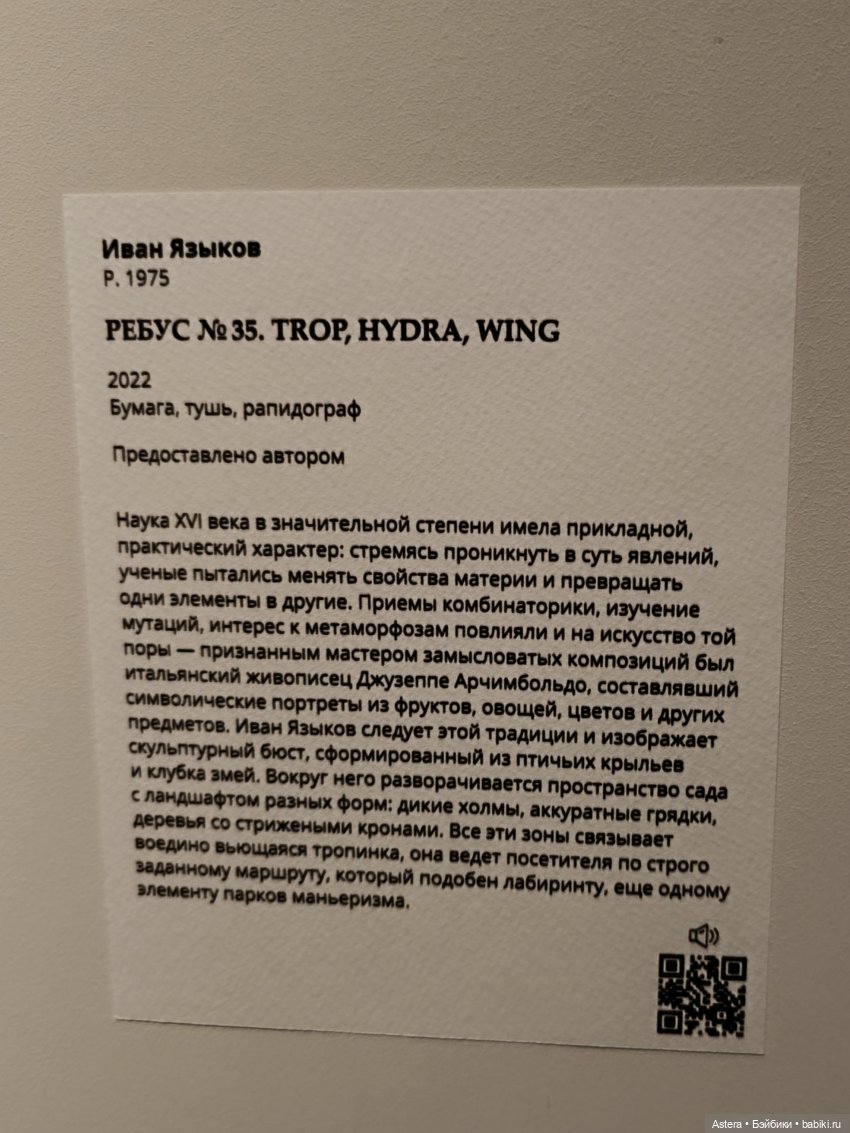 Иван Языков
Р. 1975
РЕБУС № 35. TROP, HYDRA, WING
2022
Бумага, тушь, рапидограф
Предоставлено автором
Наука XVI века в значительной степени имела прикладной,
практический характер: стремясь проникнуть в суть явлений,
ученые пытались менять свойства материи и превращать
одни элементы в другие. Приемы комбинаторики, изучение
мутаций, интерес к метаморфозам повлияли и на искусство той
поры — признанным мастером замысловатых композиций был
итальянский живописец Джузеппе Арчимбольдо, составлявший
символические портреты из фруктов, овощей, цветов и других
предметов. Иван Языков следует этой традиции и изображает
скульптурный бюст, сформированный из птичьих крыльев
и клубка змей. Вокруг него разворачивается пространство сада
с ландшафтом разных форм: дикие холмы, аккуратные грядки,
деревья со стрижеными кронами. Все эти зоны связывает
воедино вьющаяся тропинка, она ведет посетителя по строго
заданному маршруту, который подобен лабиринту, еще одному
элементу парков маньеризма.
Astera • Бэйбики • babiki.ru